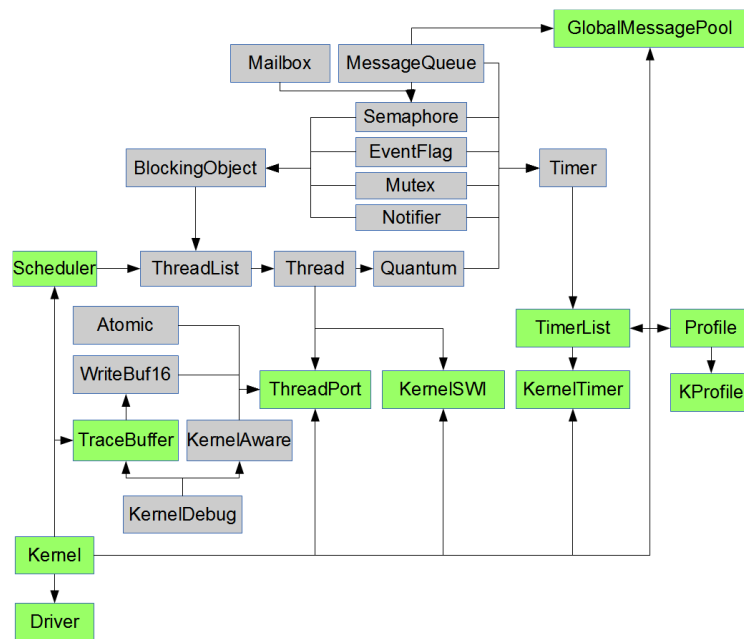 GlobalMessagePool
Mailbox
MessageQueue
Semaphore
EventFlag
BlockingObject
Timer
Mutex
Notifier
Scheduler
ThreadList
Thread
Quantum
Atomic
TimerList
Profile
WriteBuf16
ThreadPort
KernelSWI
KernelTimer
KProfile
TraceBuffer
KernelAware
KernelDebug
Kernel
Driver